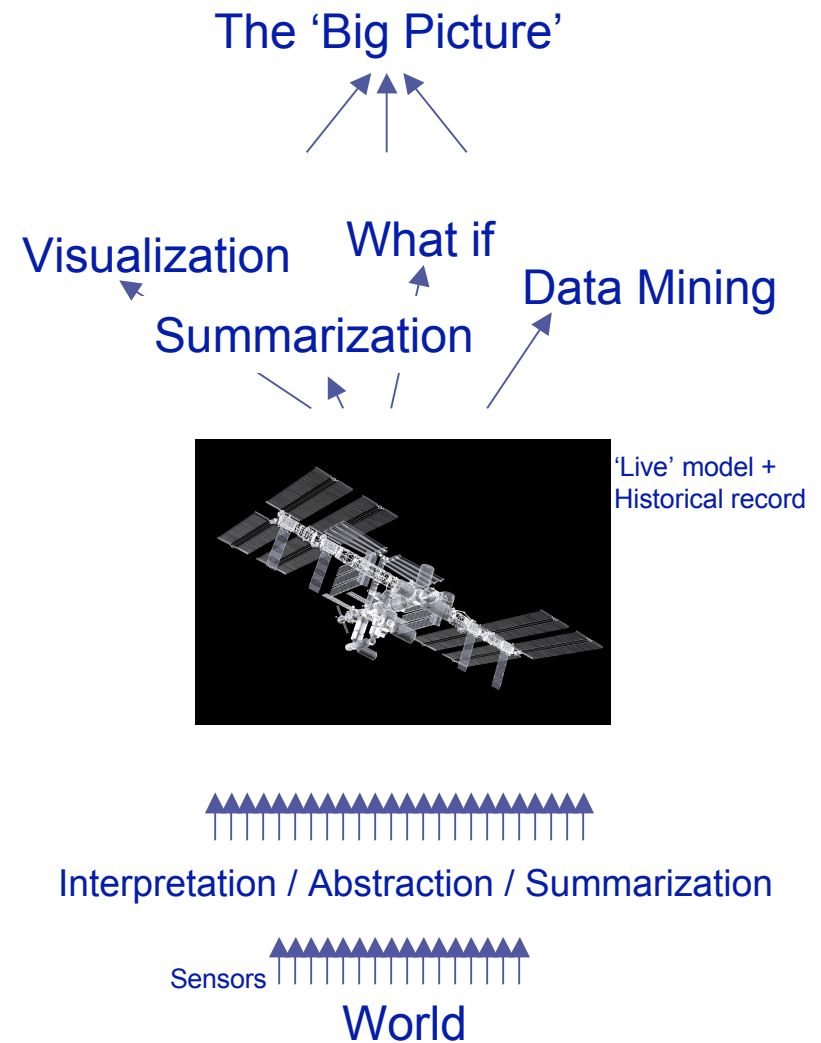 The ‘Big Picture’
Visualization
What if
Data Mining
Summarization
‘Live’ model +
Historical record
Interpretation / Abstraction / Summarization
Sensors
World